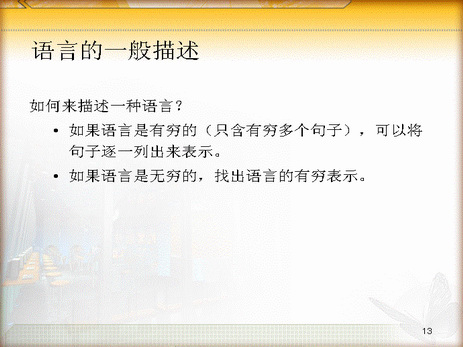 语言的一般描述
如何来描述一种语言？
• 如果语言是有穷的（只含有穷多个句子），可以将
句子逐一列出来表示。
• 如果语言是无穷的，找出语言的有穷表示。
13